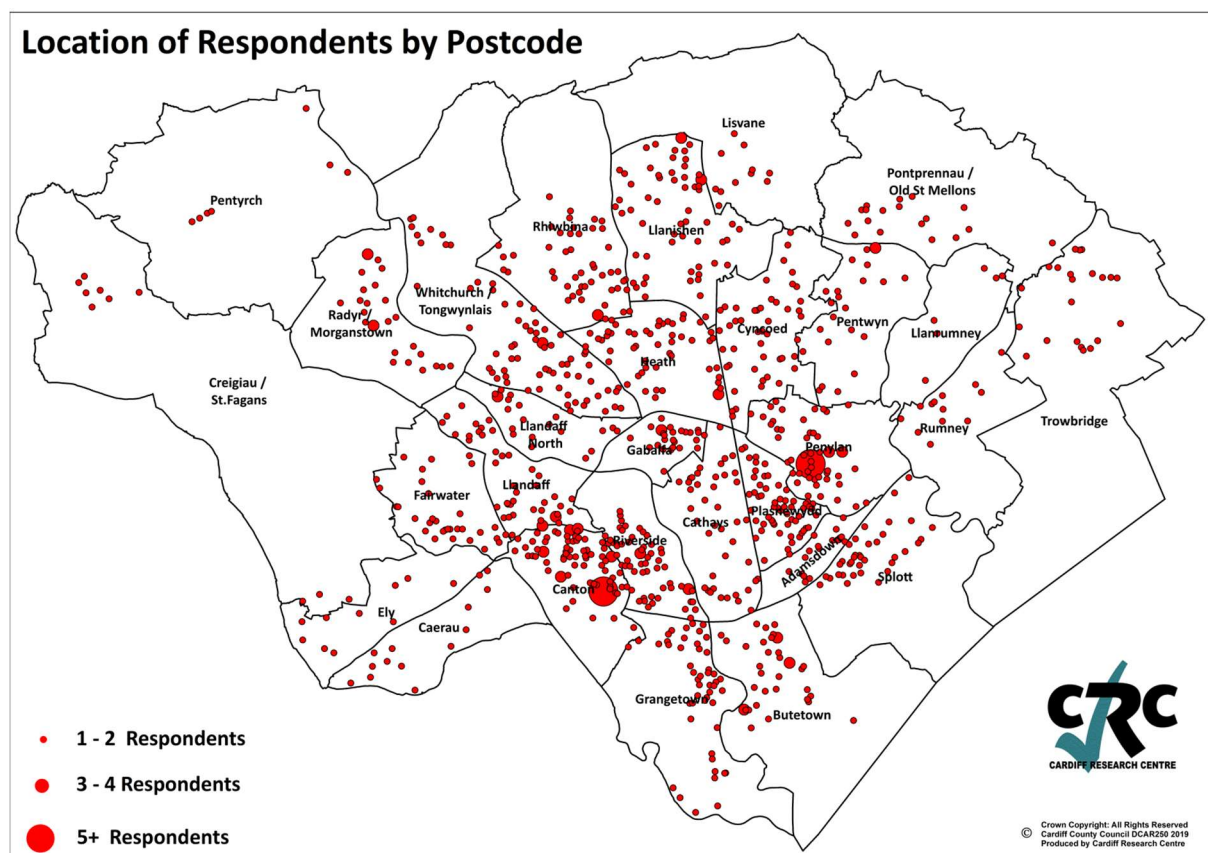 Location of Respondents by Postcode
Lisvane
Pontprennau /
Old St Mellons
Pentyrch
Rhiwbina
Llanishen
Whitchurch /
Tongwynlais
Radyr /
Morganstown
Cyncoed
Pentwyn
Llanrumney
Heath
Creigiau /
St.Fagans
Trowbridge
Llandaff
North
Rumney
Gabalfa
Penylan
Llandaff
Fairwater
Plasnewydd
Cathays
Riverside
Adamsdown
Splott
Canton
Ely
Caerau
Grangetown
Butetown
1 - 2 Respondents
3 - 4 Respondents
5+ Respondents
CRC
CARDIFF RESEARCH CENTRE
© Crown Copyright: All Rights Reserved
Cardiff County Council DCAR250 2019
Produced by Cardiff Research Centre